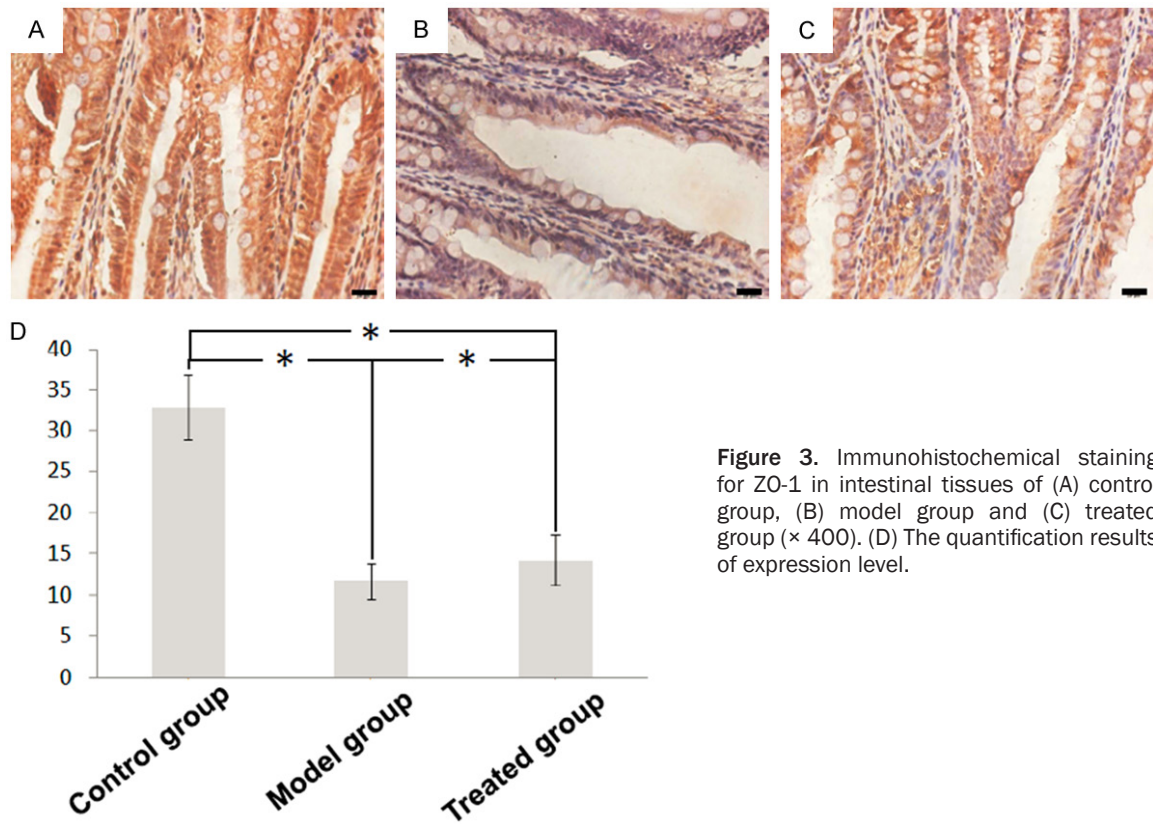 A
B
C
D
40
35
30
25
20
15
10
5
0
*
*
*
Control group
Model group
Treated group
Figure 3. Immunohistochemical staining
for ZO-1 in intestinal tissues of (A) control
group, (B) model group and (C) treated
group (× 400). (D) The quantification results
of expression level.